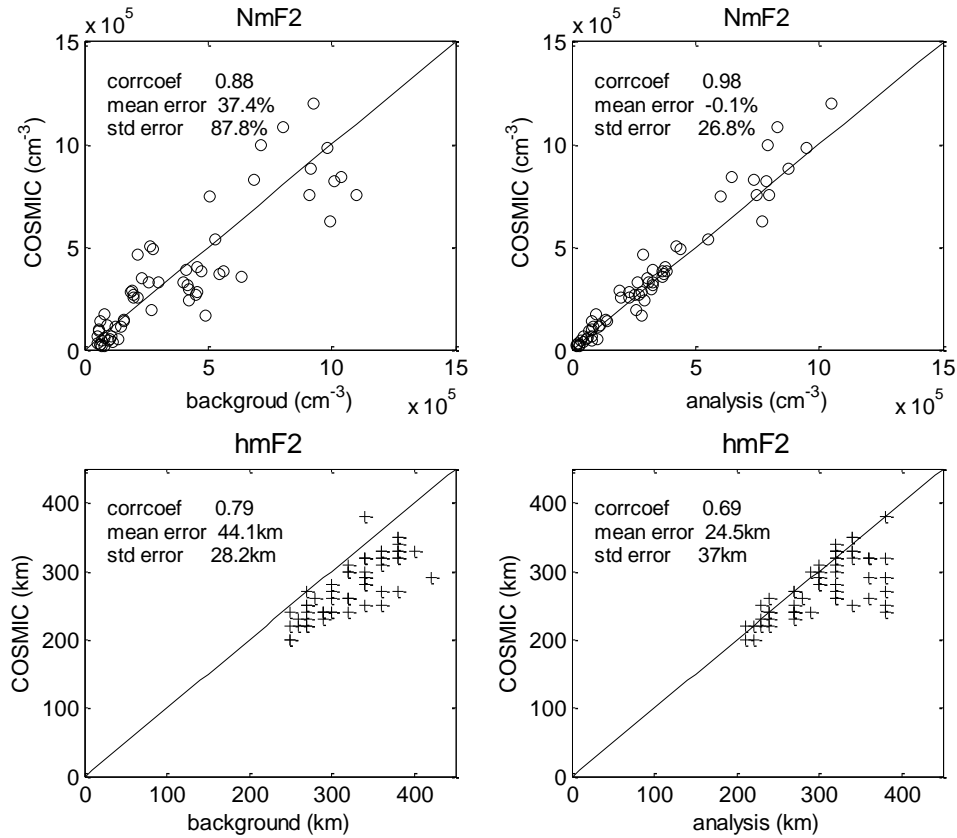 x 10^5 NmF2
15
10
5
0
COSMIC (cm^-3)
corrcoef 0.88
mean error 37.4%
std error 87.8%
0 5 10 15
backgroud (cm^-3) x 10^5
x 10^5 NmF2
15
10
5
0
COSMIC (cm^-3)
corrcoef 0.98
mean error -0.1%
std error 26.8%
0 5 10 15
analysis (cm^-3) x 10^5
hmF2
400
300
200
100
0
COSMIC (km)
corrcoef 0.79
mean error 44.1km
std error 28.2km
0 100 200 300 400
background (km)
hmF2
400
300
200
100
0
COSMIC (km)
corrcoef 0.69
mean error 24.5km
std error 37km
0 100 200 300 400
analysis (km)